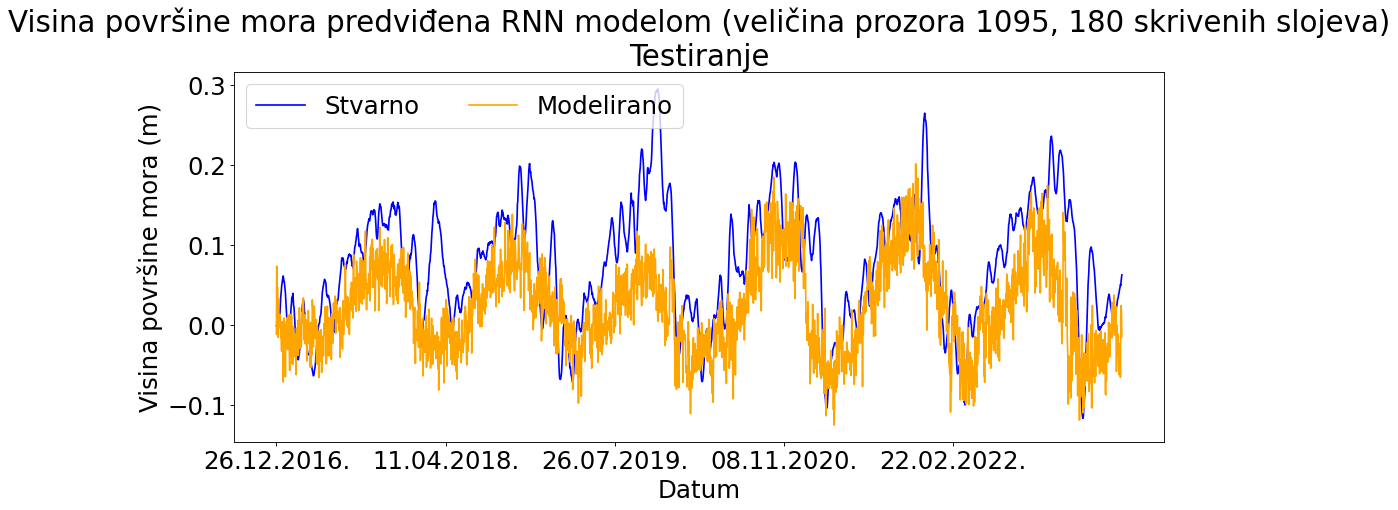 Visina površine mora predviđena RNN modelom (veličina prozora 1095, 180 skrivenih slojeva)
Testiranje
Stvarno
Modelirano
Visina površine mora (m)
0.3
0.2
0.1
0.0
−0.1
26.12.2016.
11.04.2018.
26.07.2019.
08.11.2020.
22.02.2022.
Datum